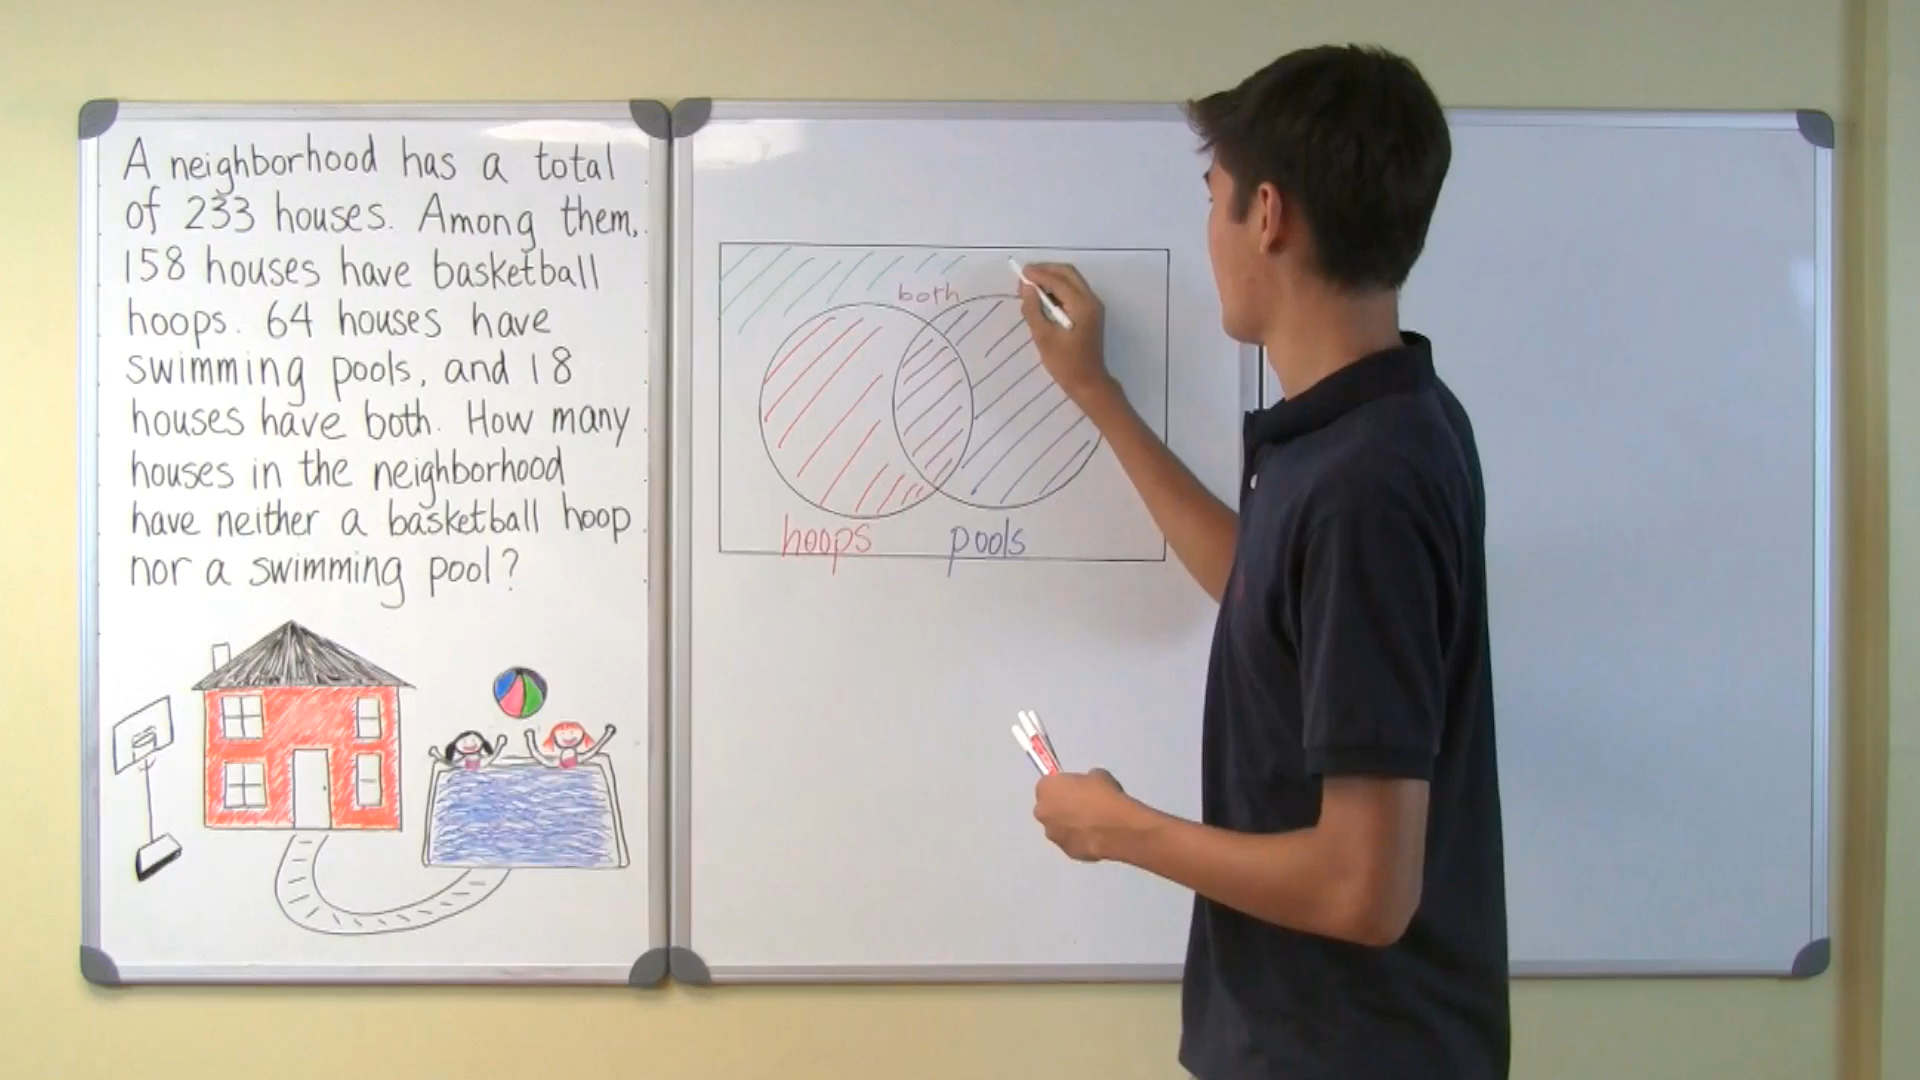 A neighborhood has a total
of 233 houses. Among them,
158 houses have basketball
hoops. 64 houses have
swimming pools, and 18
houses have both. How many
houses in the neighborhood
have neither a basketball hoop
nor a swimming pool?
both
hoops pools